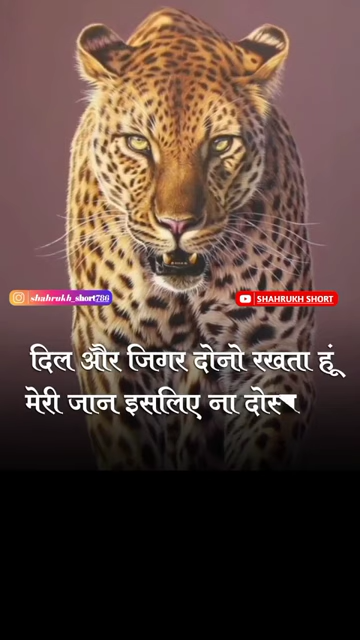 shahrukh_short786
SHAHRUKH SHORT
दिल और जिगर दोनो रखता हूं
मेरी जान इसलिए ना